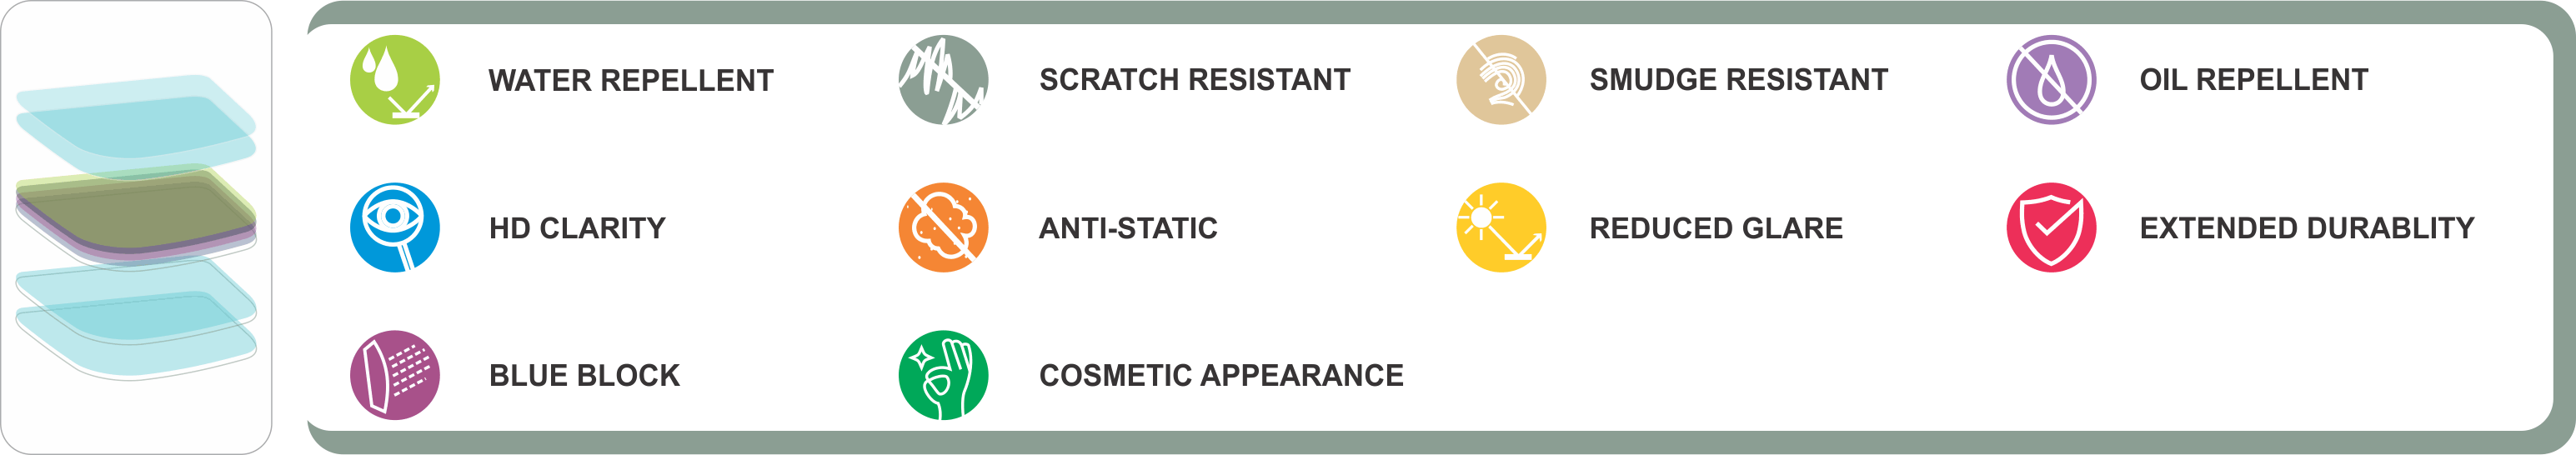 WATER REPELLENT
SCRATCH RESISTANT
SMUDGE RESISTANT
OIL REPELLENT
HD CLARITY
ANTI-STATIC
REDUCED GLARE
EXTENDED DURABLITY
BLUE BLOCK
COSMETIC APPEARANCE